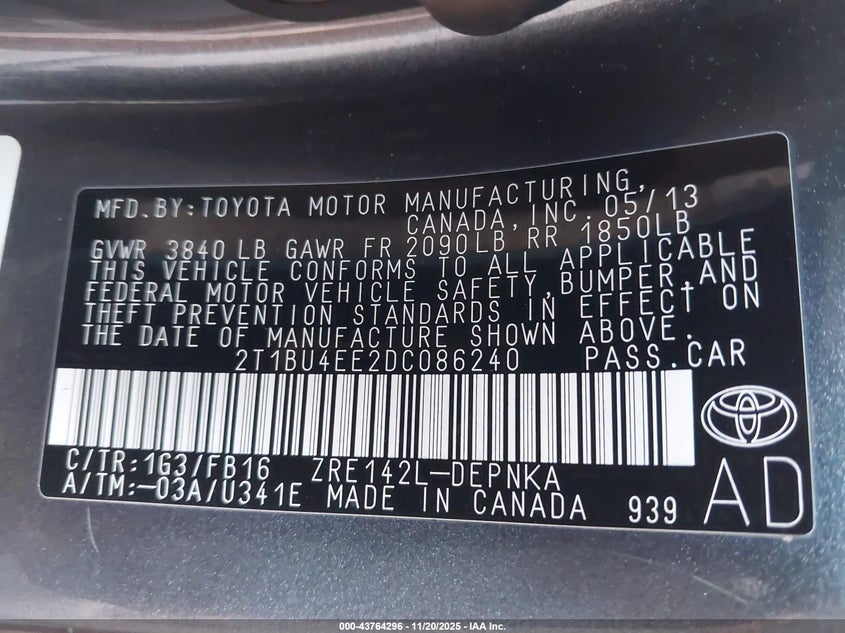 MFD.BY:TOYOTA MOTOR MANUFACTURING,
CANADA,INC. 05/13
GVWR 3840 LB GAWR FR 2090LB RR 1850LB
THIS VEHICLE CONFORMS TO ALL APPLICABLE
FEDERAL MOTOR VEHICLE SAFETY,BUMPER,AND
THEFT PREVENTION STANDARDS IN EFFECT ON
THE DATE OF MANUFACTURE SHOWN ABOVE.
2T1BU4EE2DC086240 PASS.CAR
C/TR:1G3/FB16 ZRE142L-DEPNKA
A/TM:-03A/U341E MADE IN CANADA 939 AD
000-43764296 - 11/20/2025 - IAA Inc.